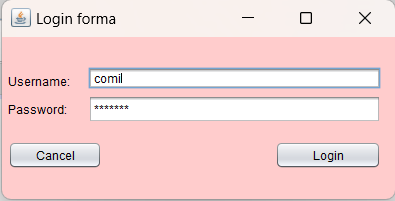 Login forma
Username: comil
Password: *******
Cancel Login